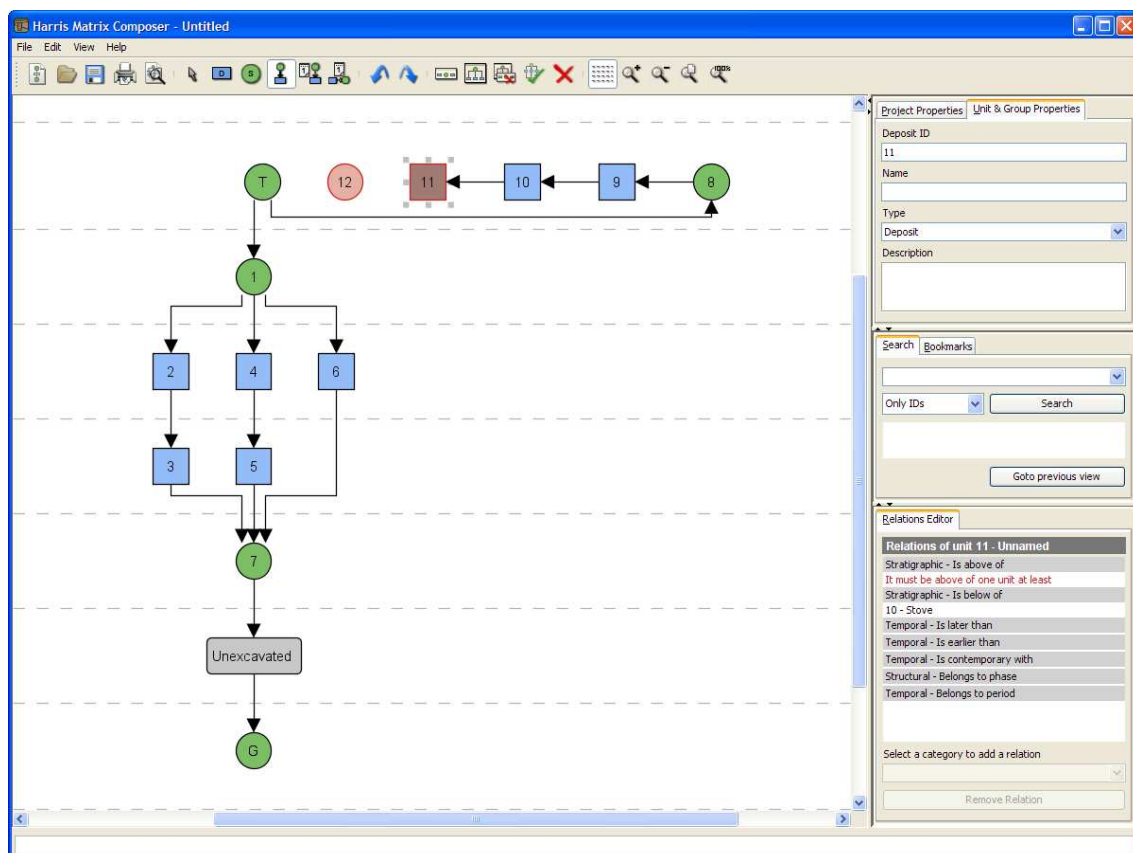 Harris Matrix Composer - Untitled
File Edit View Help
D S 100%
T 12 11 10 9 8
1
2 4 6
3 5
7
Unexcavated
G
Project Properties Unit & Group Properties
Deposit ID
11
Name
Type
Deposit
Description
Search Bookmarks
Only IDs Search
Goto previous view
Relations Editor
Relations of unit 11 - Unnamed
Stratigraphic - Is above of
It must be above of one unit at least
Stratigraphic - Is below of
10 - Stove
Temporal - Is later than
Temporal - Is earlier than
Temporal - Is contemporary with
Structural - Belongs to phase
Temporal - Belongs to period
Select a category to add a relation
Remove Relation